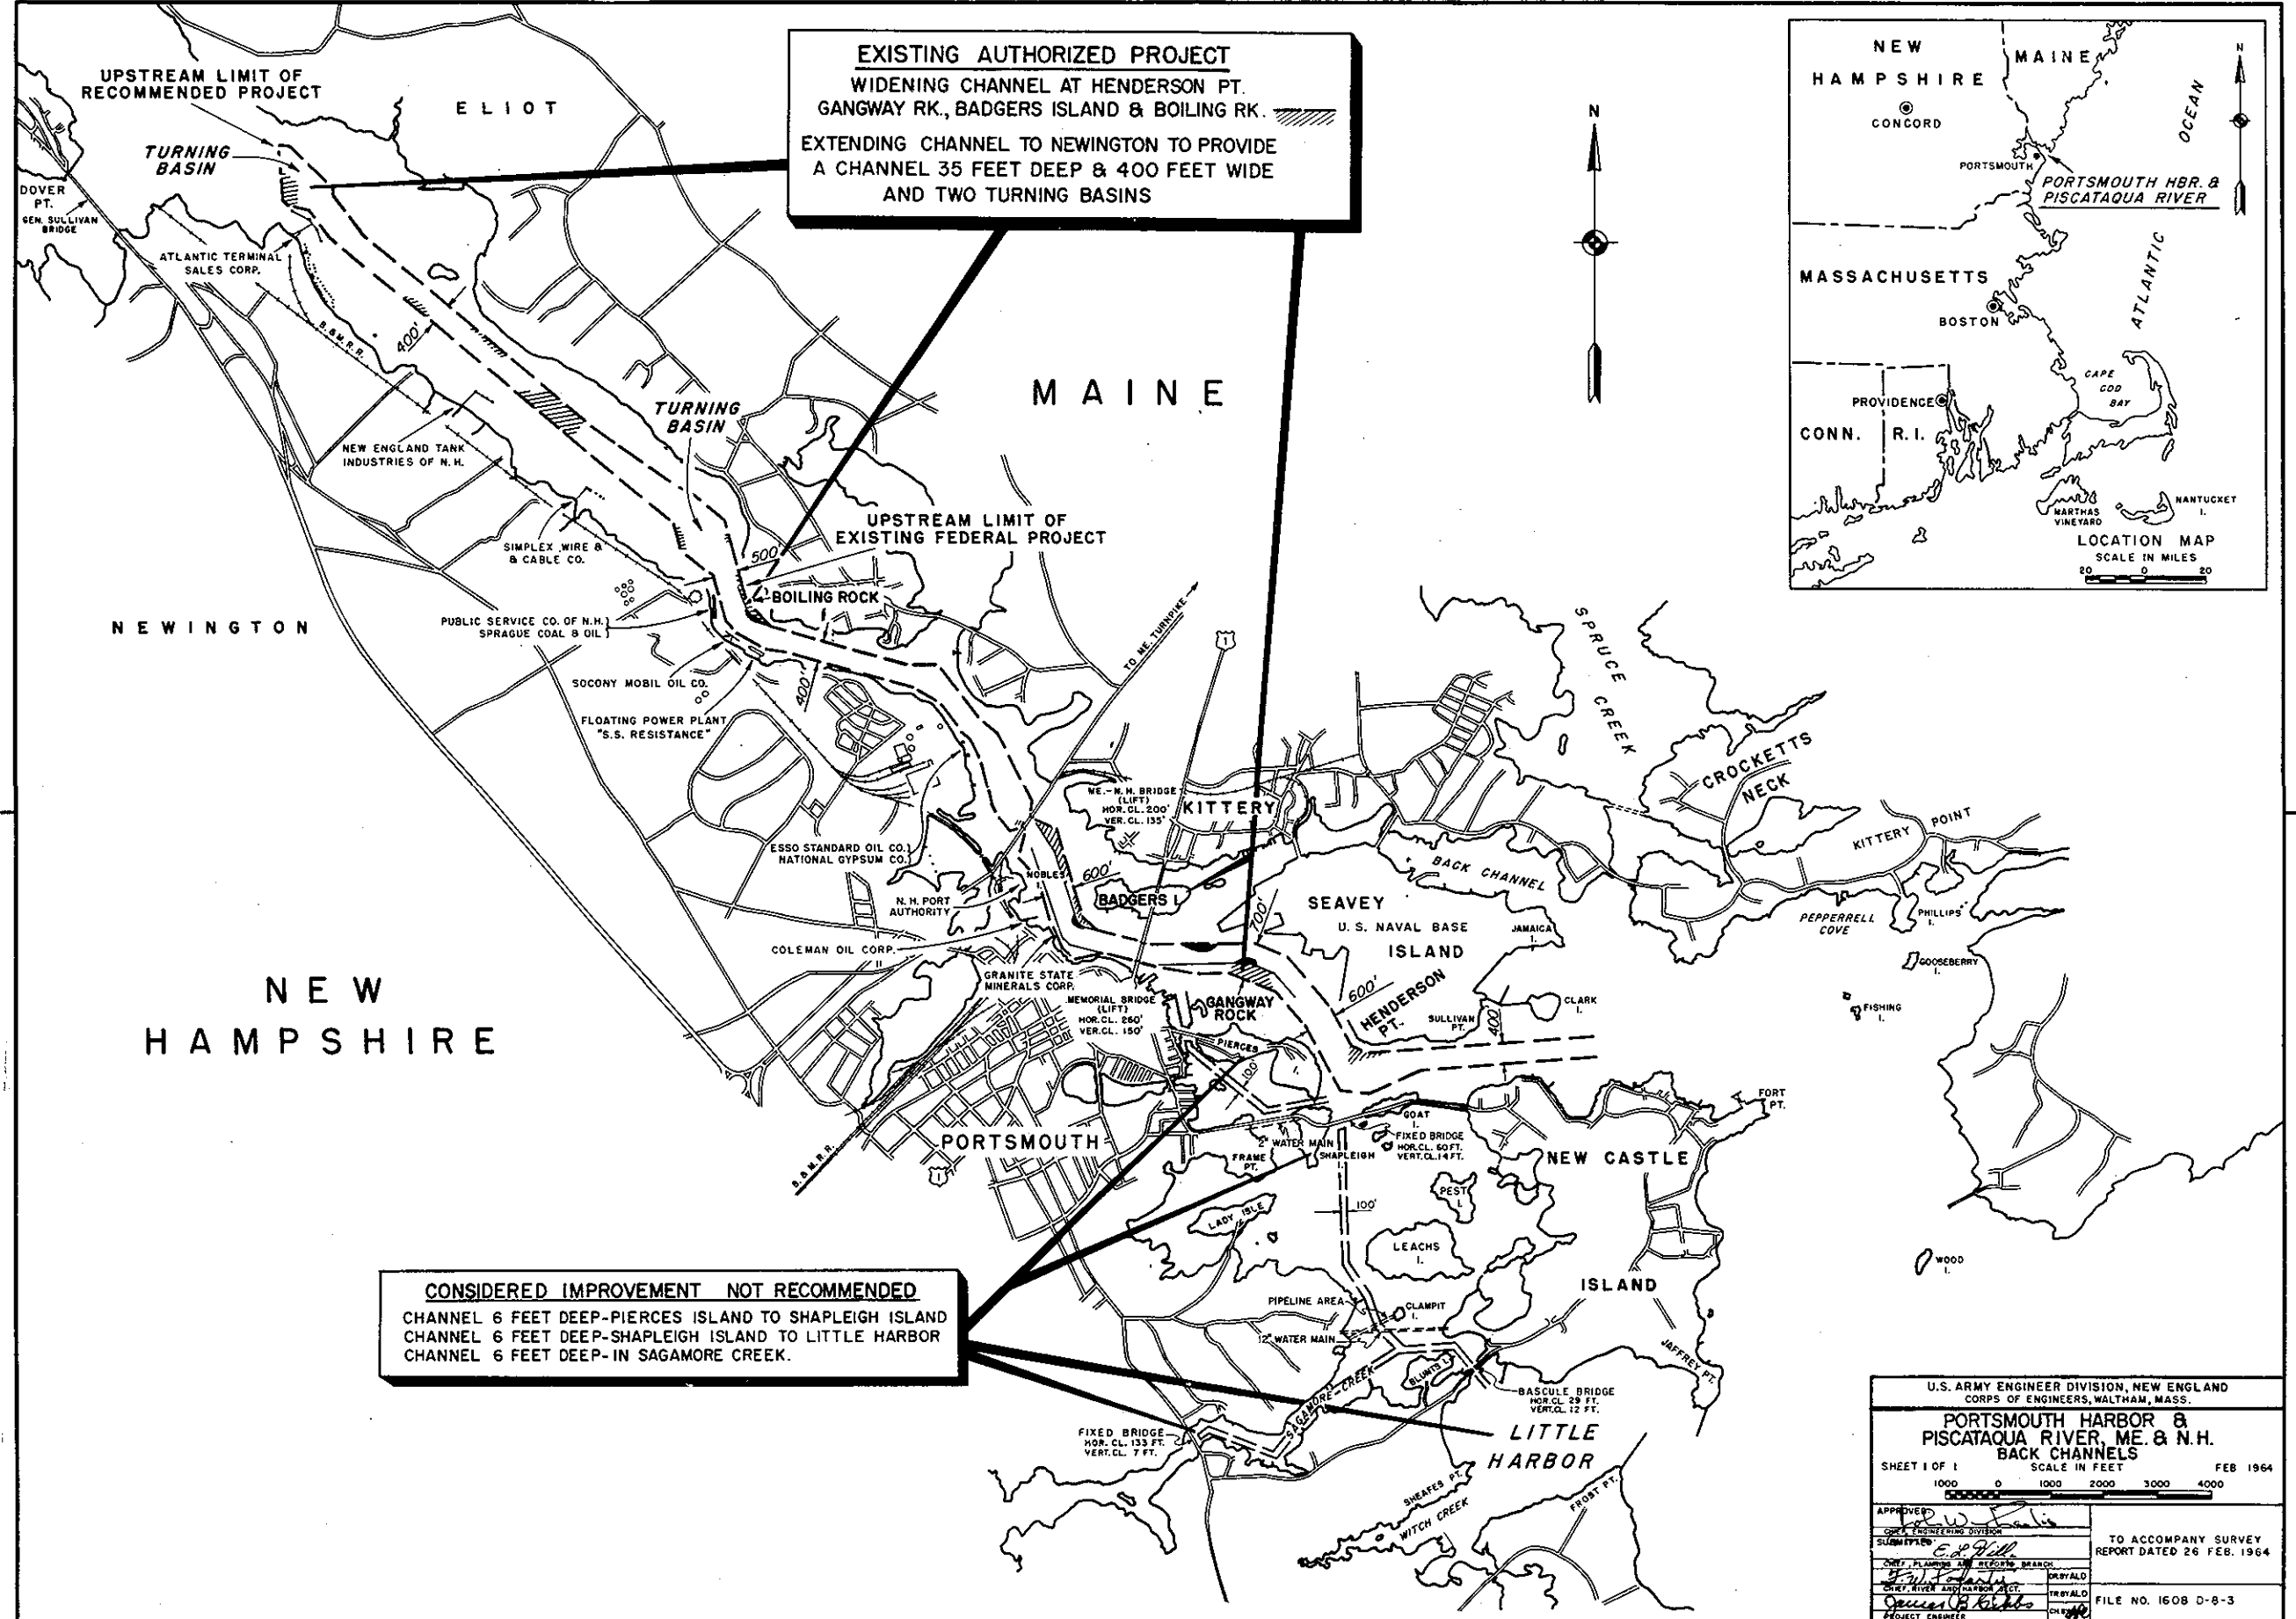 EXISTING AUTHORIZED PROJECT
WIDENING CHANNEL AT HENDERSON PT.
GANGWAY RK., BADGERS ISLAND & BOILING RK.
EXTENDING CHANNEL TO NEWINGTON TO PROVIDE
A CHANNEL 35 FEET DEEP & 400 FEET WIDE
AND TWO TURNING BASINS
UPSTREAM LIMIT OF
RECOMMENDED PROJECT
ELIOT
TURNING
BASIN
DOVER
PT.
GEN. SULLIVAN
BRIDGE
ATLANTIC TERMINAL
SALES CORP.
B.&M.R.R.
400'
N
MAINE
TURNING
BASIN
NEW ENGLAND TANK
INDUSTRIES OF N.H.
UPSTREAM LIMIT OF
EXISTING FEDERAL PROJECT
SIMPLEX WIRE &
& CABLE CO.
500'
BOILING ROCK
NEWINGTON
PUBLIC SERVICE CO. OF N.H.)
SPRAGUE COAL & OIL)
SOCONY MOBIL OIL CO.
400'
FLOATING POWER PLANT
"S.S. RESISTANCE"
TO ME. TURNPIKE
1
SPRUCE CREEK
CROCKETTS
NECK
KITTERY POINT
ME.-N.H. BRIDGE
(LIFT)
HOR.CL.200'
VER.CL.135'
KITTERY
ESSO STANDARD OIL CO.)
NATIONAL GYPSUM CO.)
NOBLES
I.
600'
BADGERS I.
BACK CHANNEL
N.H. PORT
AUTHORITY
SEAVEY
U.S. NAVAL BASE
ISLAND
700'
JAMAICA
I.
PEPPERRELL
COVE
PHILLIPS
I.
COLEMAN OIL CORP.
GRANITE STATE
MINERALS CORP.
MEMORIAL BRIDGE
(LIFT)
HOR.CL. 260'
VER.CL. 150'
GANGWAY
ROCK
600'
HENDERSON
PT.
SULLIVAN
PT.
400'
CLARK
I.
GOOSEBERRY
I.
FISHING
I.
NEW
HAMPSHIRE
PIERCES
I.
100'
FORT
PT.
GOAT
I.
PORTSMOUTH
1
B.&M.R.R.
WATER MAIN
FRAME
PT.
SHAPLEIGH
I.
FIXED BRIDGE
HOR.CL. 60 FT.
VERT.CL.14 FT.
NEW CASTLE
PEST
I.
100'
LADY ISLE
LEACHS
I.
ISLAND
WOOD
I.
PIPELINE AREA
CLAMPIT
I.
12" WATER MAIN
JAFFREY PT.
BLUNTS I.
SAGAMORE CREEK
BASCULE BRIDGE
HOR.CL. 29 FT.
VERT.CL. 12 FT.
LITTLE
HARBOR
FIXED BRIDGE
HOR. CL. 133 FT.
VERT.CL. 7 FT.
SHEAFES PT.
WITCH CREEK
FROST PT.
CONSIDERED IMPROVEMENT NOT RECOMMENDED
CHANNEL 6 FEET DEEP-PIERCES ISLAND TO SHAPLEIGH ISLAND
CHANNEL 6 FEET DEEP-SHAPLEIGH ISLAND TO LITTLE HARBOR
CHANNEL 6 FEET DEEP-IN SAGAMORE CREEK.
NEW
HAMPSHIRE
MAINE
N
CONCORD
OCEAN
PORTSMOUTH
PORTSMOUTH HBR. &
PISCATAQUA RIVER
MASSACHUSETTS
BOSTON
ATLANTIC
CAPE
COD
BAY
PROVIDENCE
CONN.
R.I.
MARTHAS
VINEYARD
NANTUCKET
I.
LOCATION MAP
SCALE IN MILES
20 0 20
U.S. ARMY ENGINEER DIVISION, NEW ENGLAND
CORPS OF ENGINEERS, WALTHAM, MASS.
PORTSMOUTH HARBOR &
PISCATAQUA RIVER, ME. & N.H.
BACK CHANNELS
SHEET 1 OF 1 SCALE IN FEET FEB 1964
1000 0 1000 2000 3000 4000
APPROVED:
CHIEF, ENGINEERING DIVISION
SUBMITTED:
E.L. Hill
CHIEF, PLANNING AND REPORTS BRANCH
CHIEF, RIVER AND HARBOR SECT.
PROJECT ENGINEER
DR.BY ALD
TR.BY ALD
CH.BY
TO ACCOMPANY SURVEY
REPORT DATED 26 FEB. 1964
FILE NO. 1608 D-8-3